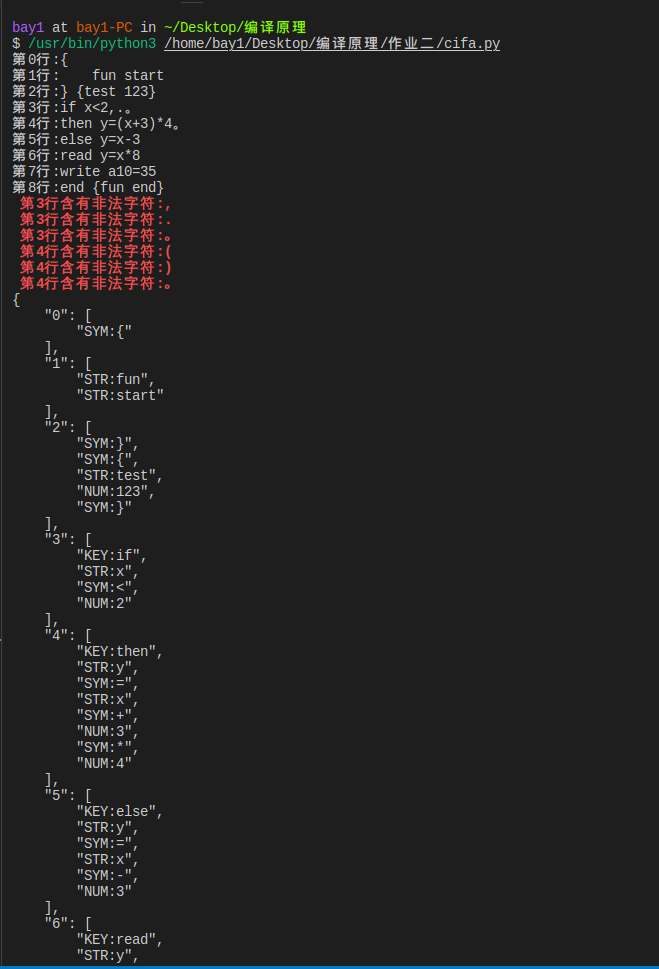 bay1 at bay1-PC in ~/Desktop/编译原理
$ /usr/bin/python3 /home/bay1/Desktop/编译原理/作业二/cifa.py
第0行:{
第1行:    fun start
第2行:} {test 123}
第3行:if x<2,.。
第4行:then y=(x+3)*4。
第5行:else y=x-3
第6行:read y=x*8
第7行:write a10=35
第8行:end {fun end}
 第3行含有非法字符:,
 第3行含有非法字符:.
 第3行含有非法字符:。
 第4行含有非法字符:(
 第4行含有非法字符:)
 第4行含有非法字符:。
{
    "0": [
        "SYM:{"
    ],
    "1": [
        "STR:fun",
        "STR:start"
    ],
    "2": [
        "SYM:}",
        "SYM:{",
        "STR:test",
        "NUM:123",
        "SYM:}"
    ],
    "3": [
        "KEY:if",
        "STR:x",
        "SYM:<",
        "NUM:2"
    ],
    "4": [
        "KEY:then",
        "STR:y",
        "SYM:=",
        "STR:x",
        "SYM:+",
        "NUM:3",
        "SYM:*",
        "NUM:4"
    ],
    "5": [
        "KEY:else",
        "STR:y",
        "SYM:=",
        "STR:x",
        "SYM:-",
        "NUM:3"
    ],
    "6": [
        "KEY:read",
        "STR:y",